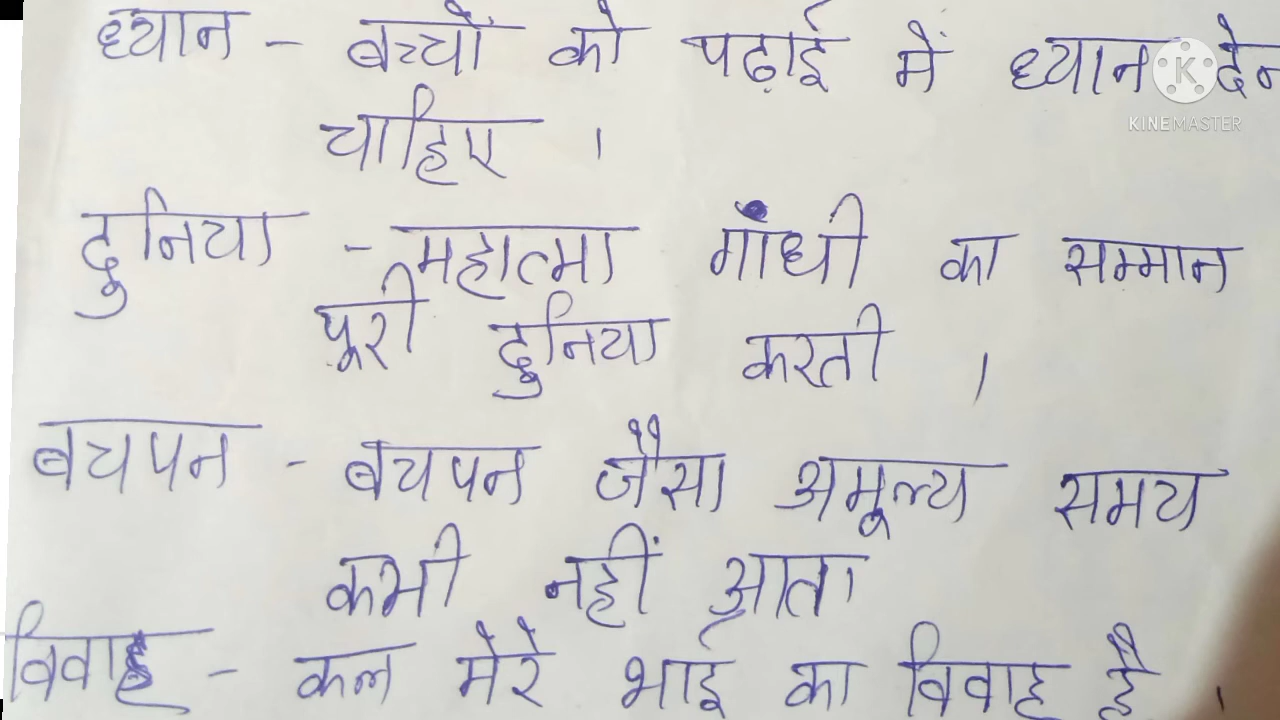 ध्यान - बच्चों को पढ़ाई में ध्यान देन
चाहिए ।
दुनिया - महात्मा गाँधी का सम्मान
पूरी दुनिया करती ।
बचपन - बचपन जैसा अमूल्य समय
कभी नहीं आता
विवाह - कल मेरे भाई का विवाह है ।
K
KINEMASTER